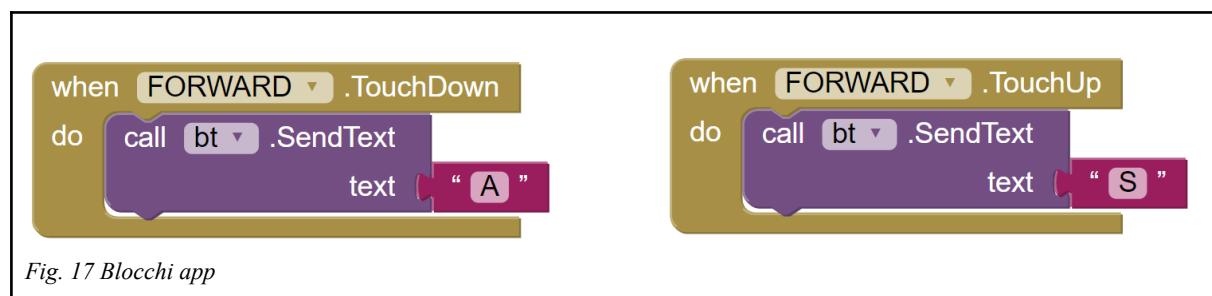 when FORWARD .TouchDown
do call bt .SendText
text " A "
when FORWARD .TouchUp
do call bt .SendText
text " S "
Fig. 17 Blocchi app